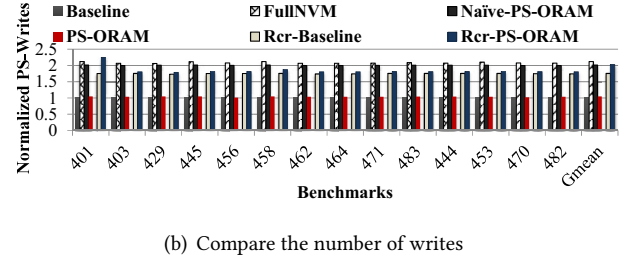 Baseline FullNVM Naïve-PS-ORAM
PS-ORAM Rcr-Baseline Rcr-PS-ORAM
Normalized PS-Writes
2.5
2
1.5
1
0.5
0
401 403 429 445 456 458 462 464 471 483 444 453 470 482 Gmean
Benchmarks
(b) Compare the number of writes